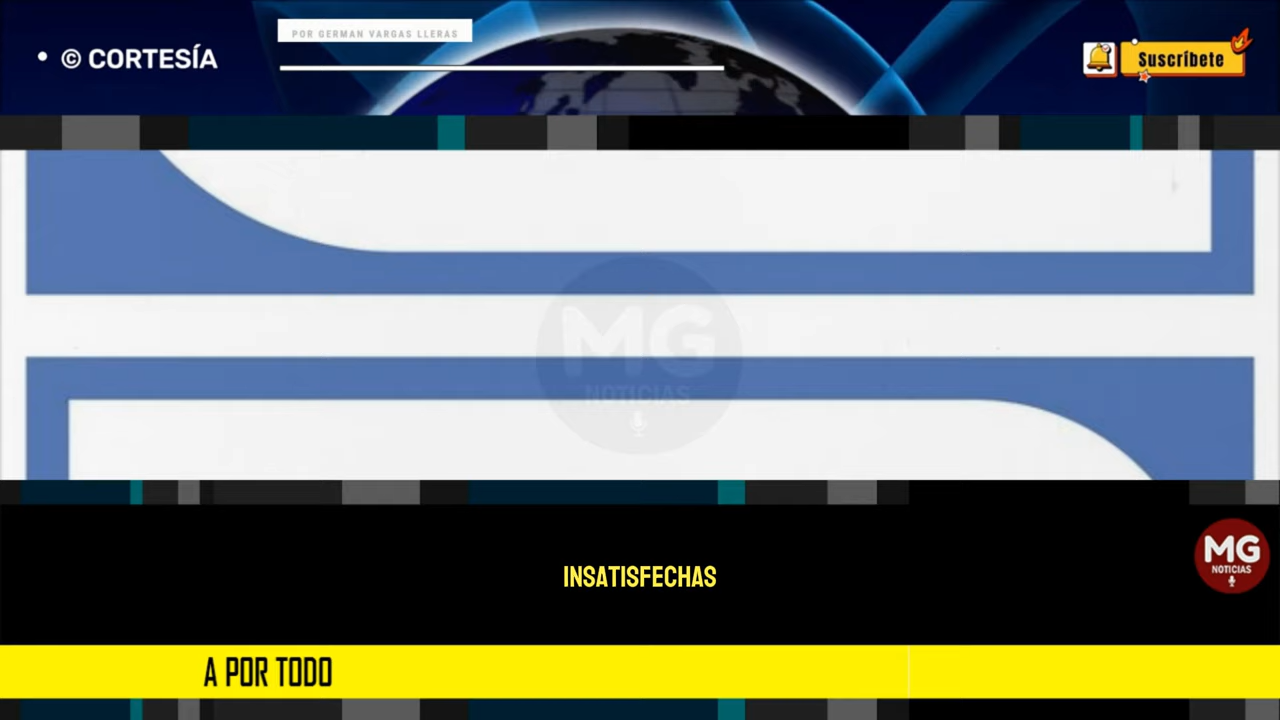 POR GERMAN VARGAS LLERAS
• © CORTESÍA
Suscríbete
MG
NOTICIAS
INSATISFECHAS
MG
NOTICIAS
A POR TODO